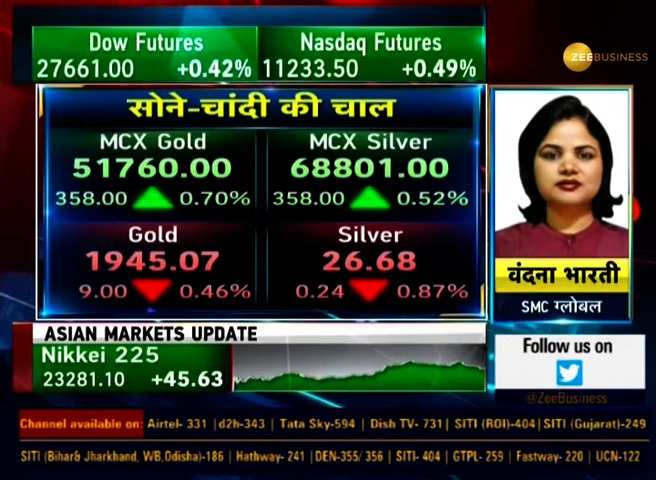 Dow Futures
27661.00 +0.42%
Nasdaq Futures
11233.50 +0.49%
ZEEBUSINESS
सोने-चांदी की चाल
MCX Gold
51760.00
358.00 0.70%
MCX Silver
68801.00
358.00 0.52%
Gold
1945.07
9.00 0.46%
Silver
26.68
0.24 0.87%
वंदना भारती
SMC ग्लोबल
ASIAN MARKETS UPDATE
Nikkei 225
23281.10 +45.63
Follow us on
@ZeeBusiness
Channel available on: Airtel- 331 |d2h-343 | Tata Sky-594 | Dish TV- 731| SITI (ROI)-404| SITI (Gujarat)-249
SITI (Bihar& Jharkhand, WB,Odisha)-186 | Hathway- 241 |DEN-355/ 356 | SITI- 404 | GTPL- 259 | Fastway- 220 | UCN-122